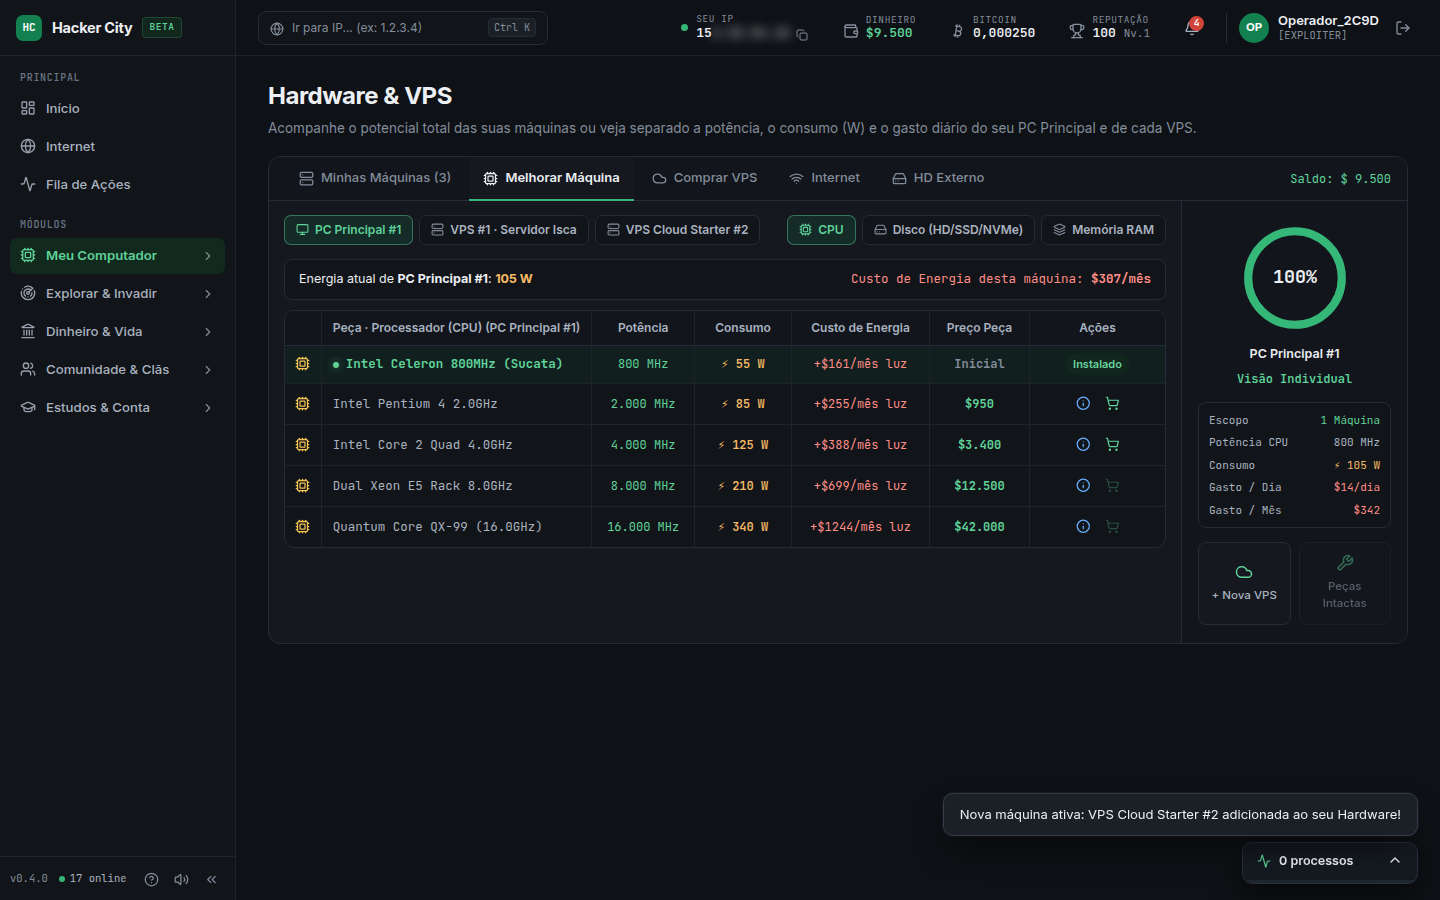 HC Hacker City BETA
Ir para IP... (ex: 1.2.3.4) Ctrl K
SEU IP
15
DINHEIRO
$9.500
BITCOIN
0,000250
REPUTAÇÃO
100 Nv.1
4
OP
Operador_2C9D
[EXPLOITER]
PRINCIPAL
Início
Internet
Fila de Ações
MÓDULOS
Meu Computador
Explorar & Invadir
Dinheiro & Vida
Comunidade & Clãs
Estudos & Conta
v0.4.0 17 online
Hardware & VPS
Acompanhe o potencial total das suas máquinas ou veja separado a potência, o consumo (W) e o gasto diário do seu PC Principal e de cada VPS.
Minhas Máquinas (3) Melhorar Máquina Comprar VPS Internet HD Externo Saldo: $ 9.500
PC Principal #1 VPS #1 · Servidor Isca VPS Cloud Starter #2 CPU Disco (HD/SSD/NVMe) Memória RAM
Energia atual de PC Principal #1: 105 W Custo de Energia desta máquina: $307/mês
Peça · Processador (CPU) (PC Principal #1) Potência Consumo Custo de Energia Preço Peça Ações
Intel Celeron 800MHz (Sucata) 800 MHz ⚡ 55 W +$161/mês luz Inicial Instalado
Intel Pentium 4 2.0GHz 2.000 MHz ⚡ 85 W +$255/mês luz $950
Intel Core 2 Quad 4.0GHz 4.000 MHz ⚡ 125 W +$388/mês luz $3.400
Dual Xeon E5 Rack 8.0GHz 8.000 MHz ⚡ 210 W +$699/mês luz $12.500
Quantum Core QX-99 (16.0GHz) 16.000 MHz ⚡ 340 W +$1244/mês luz $42.000
100%
PC Principal #1
Visão Individual
Escopo 1 Máquina
Potência CPU 800 MHz
Consumo ⚡ 105 W
Gasto / Dia $14/dia
Gasto / Mês $342
+ Nova VPS
Peças
Intactas
Nova máquina ativa: VPS Cloud Starter #2 adicionada ao seu Hardware!
0 processos